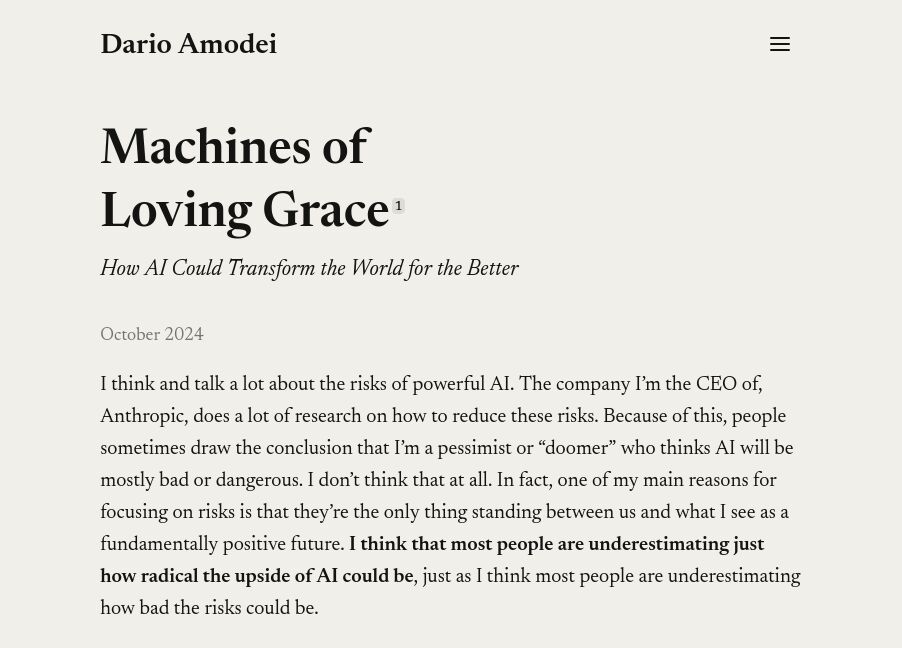 Dario Amodei
Machines of
Loving Grace1
How AI Could Transform the World for the Better
October 2024
I think and talk a lot about the risks of powerful AI. The company I’m the CEO of,
Anthropic, does a lot of research on how to reduce these risks. Because of this, people
sometimes draw the conclusion that I’m a pessimist or “doomer” who thinks AI will be
mostly bad or dangerous. I don’t think that at all. In fact, one of my main reasons for
focusing on risks is that they’re the only thing standing between us and what I see as a
fundamentally positive future. I think that most people are underestimating just
how radical the upside of AI could be, just as I think most people are underestimating
how bad the risks could be.